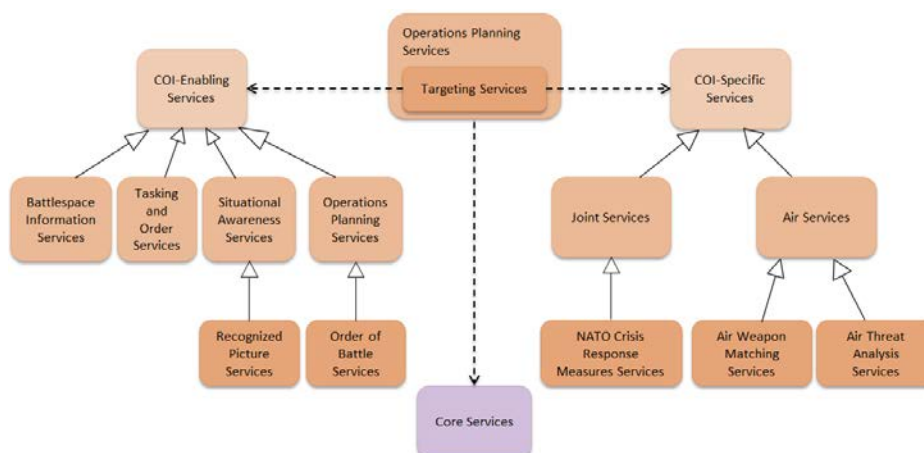 Operations Planning
Services
Targeting Services
COI-Enabling
Services
COI-Specific
Services
Battlespace
Information
Services
Tasking
and
Order
Services
Situational
Awareness
Services
Operations
Planning
Services
Joint Services
Air Services
Recognized
Picture
Services
Order of
Battle
Services
NATO Crisis
Response
Measures Services
Air Weapon
Matching
Services
Air Threat
Analysis
Services
Core Services